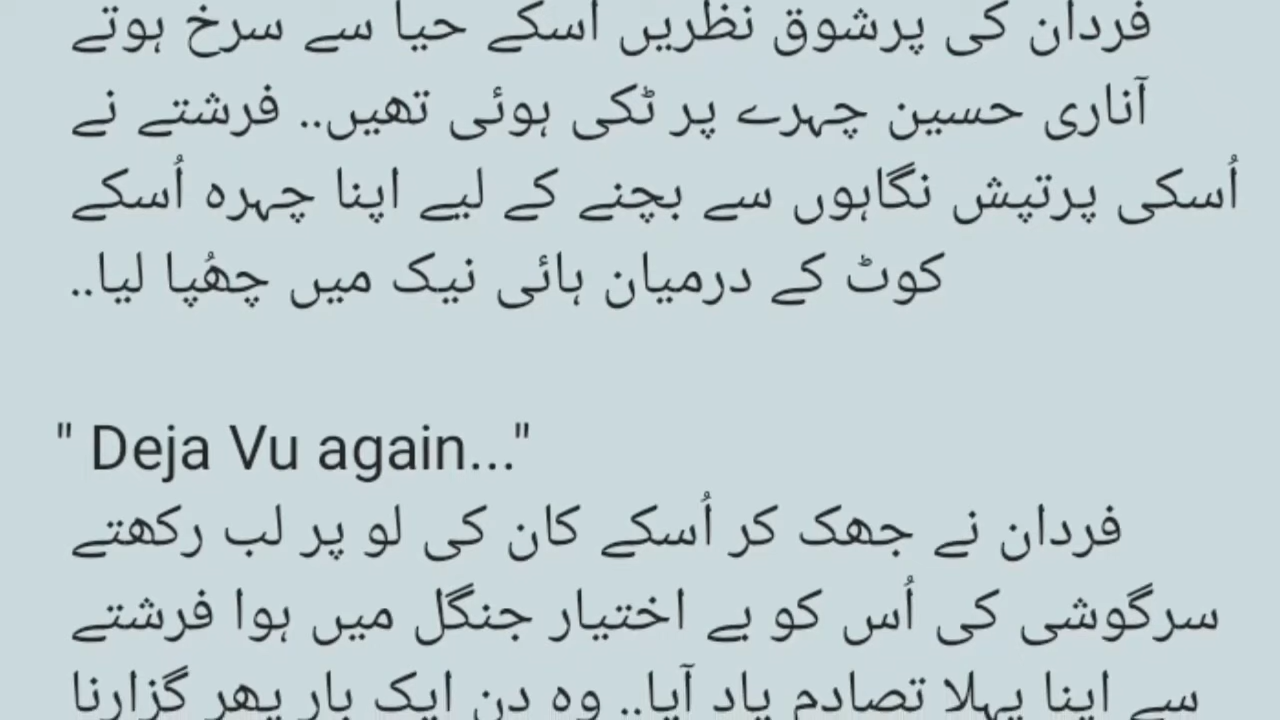 فردان کی پرشوق نظریں اسکے حیا سے سرخ ہوتے
آناری حسین چہرے پر ٹکی ہوئی تھیں.. فرشتے نے
اُسکی پرتپش نگاہوں سے بچنے کے لیے اپنا چہرہ اُسکے
کوٹ کے درمیان ہائی نیک میں چھُپا لیا..
" Deja Vu again..."
فردان نے جھک کر اُسکے کان کی لو پر لب رکھتے
سرگوشی کی اُس کو بے اختیار جنگل میں ہوا فرشتے
سے اپنا پہلا تصادم یاد آیا.. وہ دن ایک بار پھر گزارنا